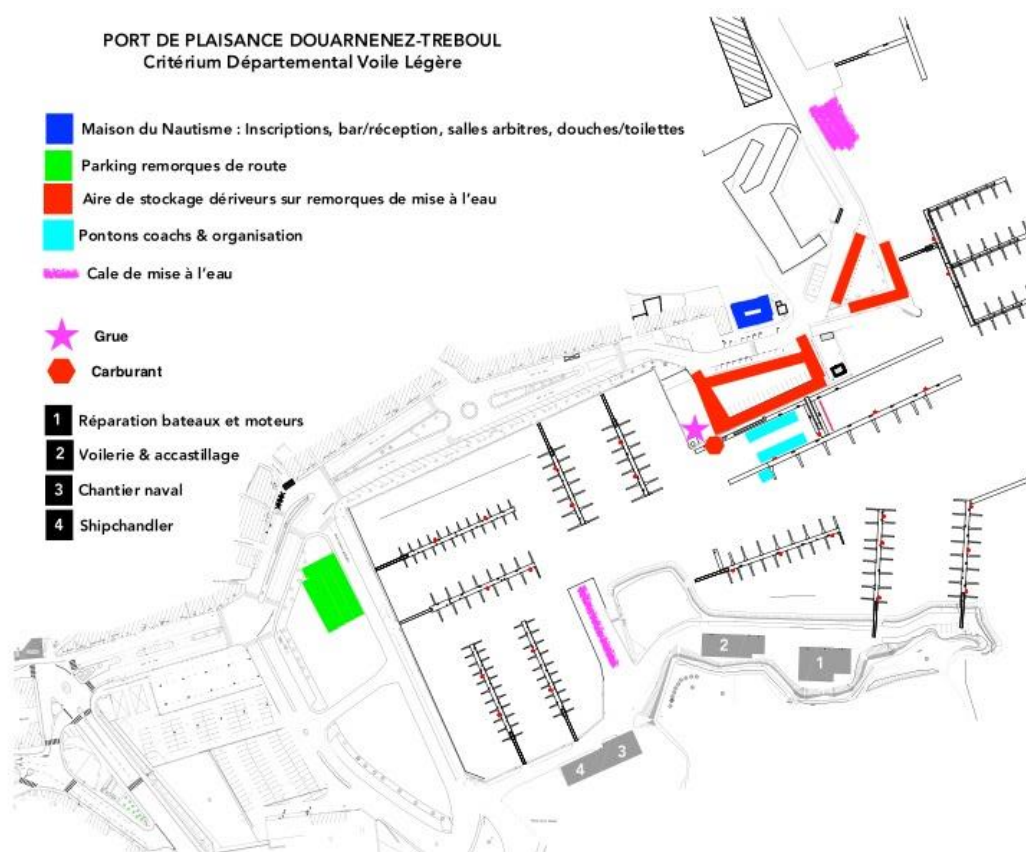 PORT DE PLAISANCE DOUARNENEZ-TREBOUL
Critérium Départemental Voile Légère
Maison du Nautisme : Inscriptions, bar/réception, salles arbitres, douches/toilettes
Parking remorques de route
Aire de stockage dériveurs sur remorques de mise à l'eau
Pontons coachs & organisation
Cale de mise à l'eau
Grue
Carburant
1 Réparation bateaux et moteurs
2 Voilerie & accastillage
3 Chantier naval
4 Shipchandler
2
1
3
4